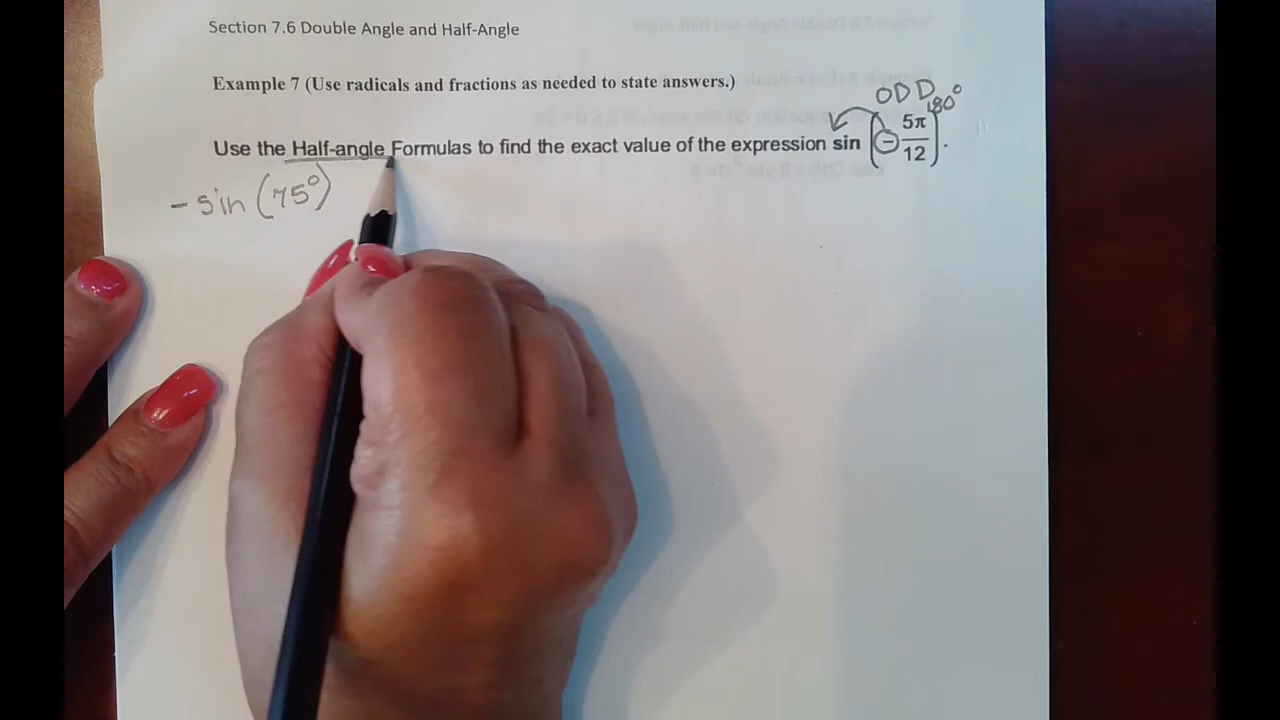 Section 7.6 Double Angle and Half-Angle
Example 7 (Use radicals and fractions as needed to state answers.)
ODD
180°
Use the Half-angle Formulas to find the exact value of the expression sin (− 5π/12).
− sin (75°)